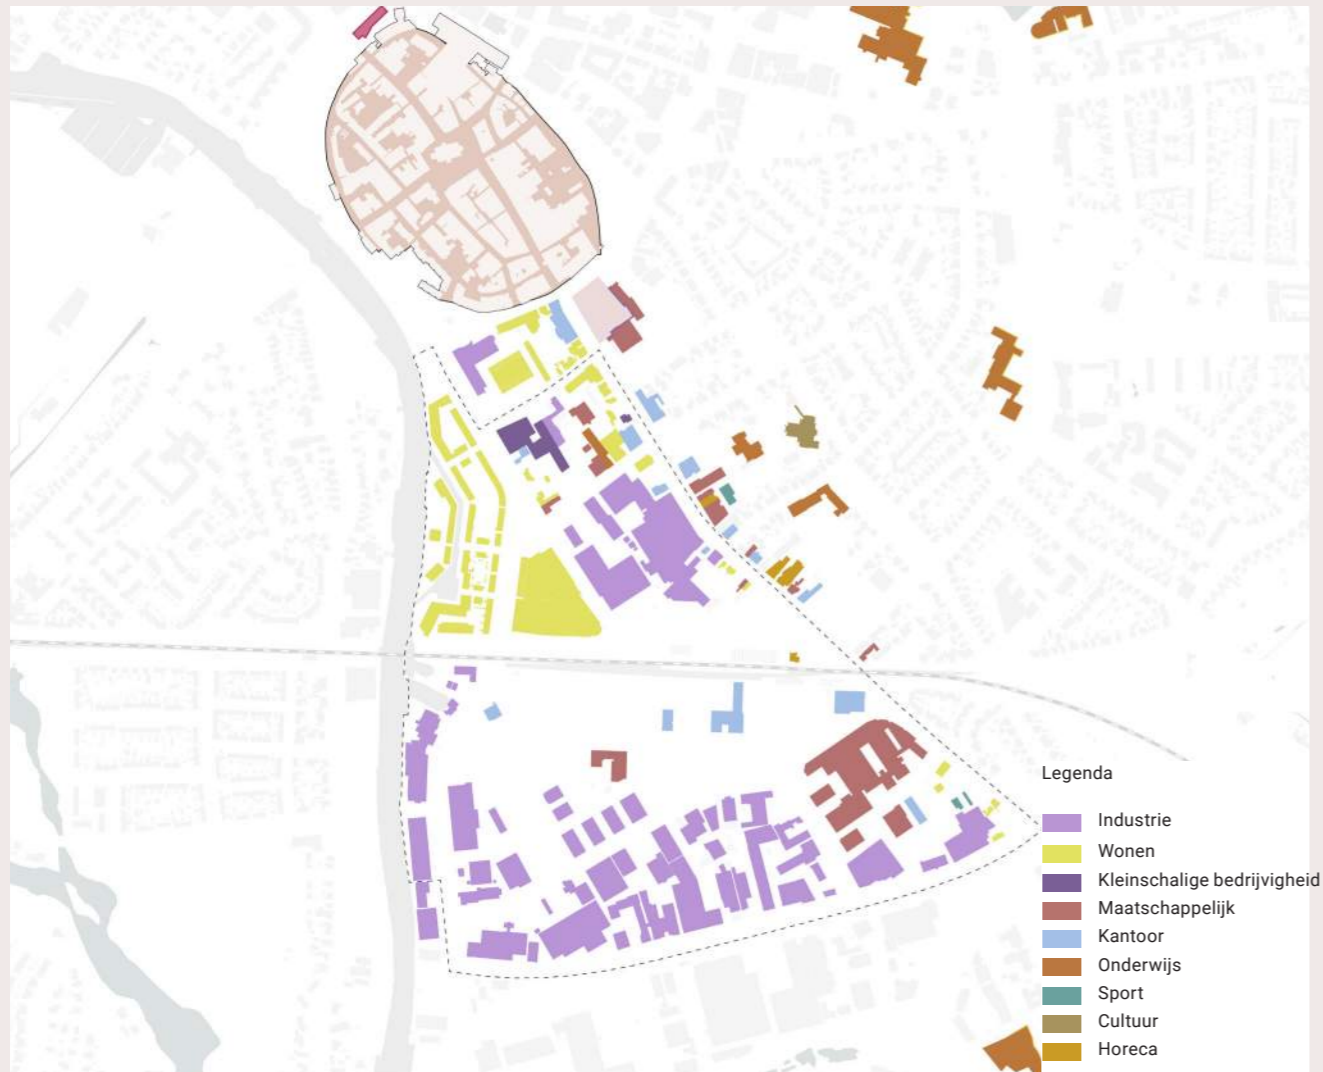 Legenda
Industrie
Wonen
Kleinschalige bedrijvigheid
Maatschappelijk
Kantoor
Onderwijs
Sport
Cultuur
Horeca